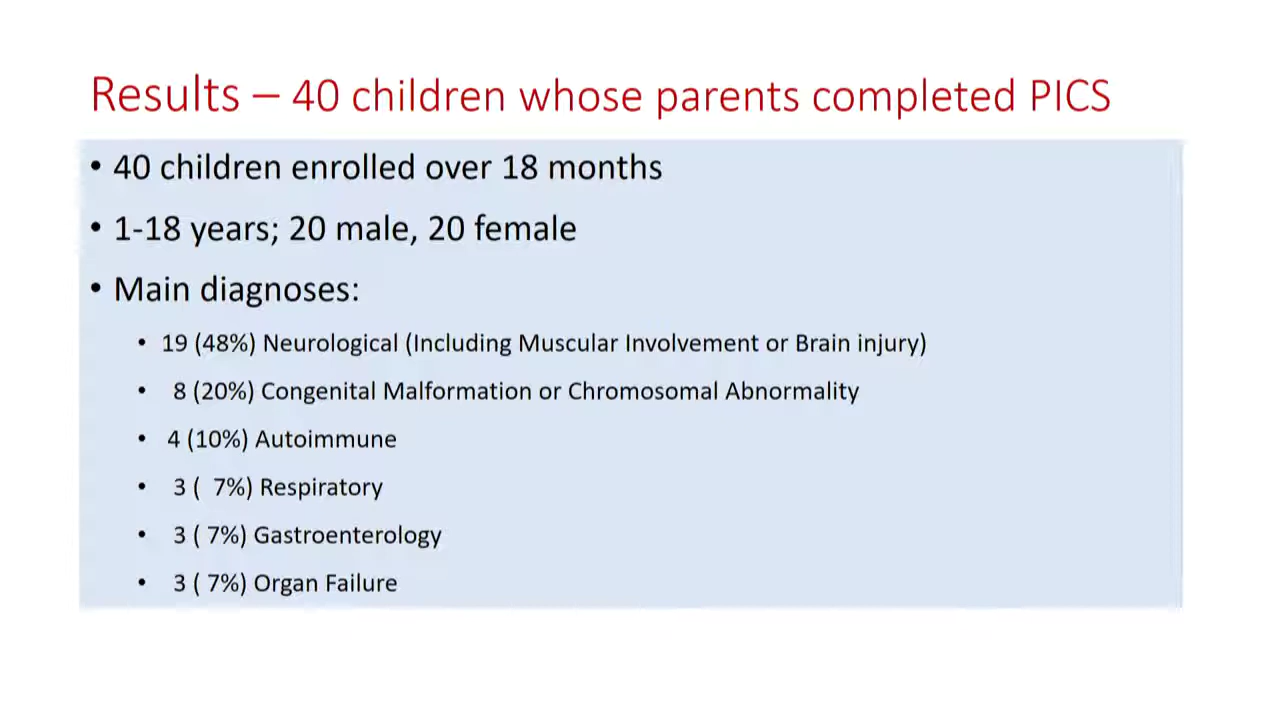 Results – 40 children whose parents completed PICS
• 40 children enrolled over 18 months
• 1-18 years; 20 male, 20 female
• Main diagnoses:
• 19 (48%) Neurological (Including Muscular Involvement or Brain injury)
• 8 (20%) Congenital Malformation or Chromosomal Abnormality
• 4 (10%) Autoimmune
• 3 ( 7%) Respiratory
• 3 ( 7%) Gastroenterology
• 3 ( 7%) Organ Failure